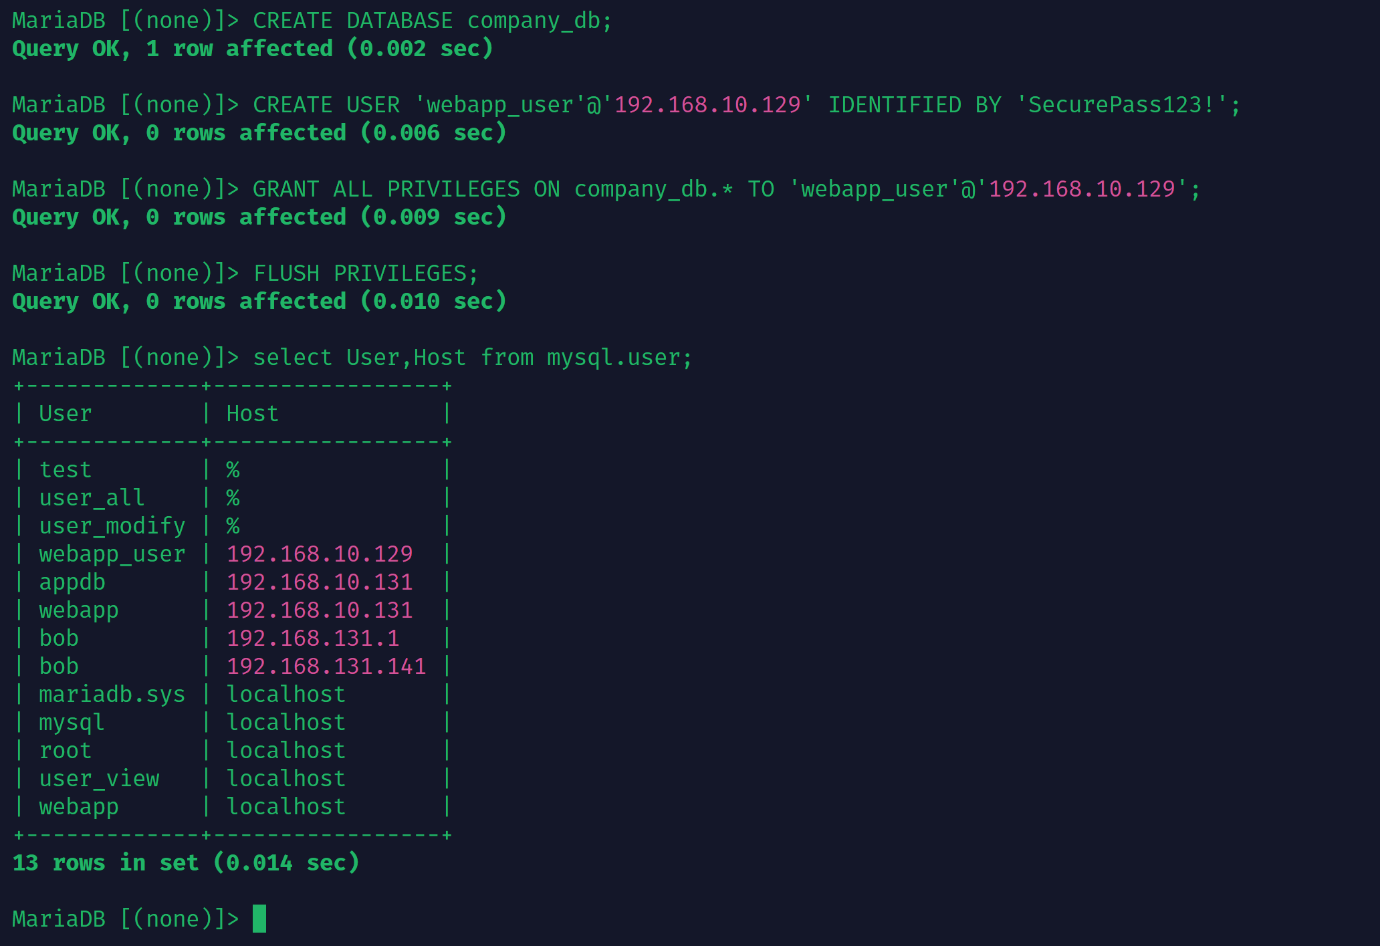 MariaDB [(none)]> CREATE DATABASE company_db;
Query OK, 1 row affected (0.002 sec)
MariaDB [(none)]> CREATE USER 'webapp_user'@'192.168.10.129' IDENTIFIED BY 'SecurePass123!';
Query OK, 0 rows affected (0.006 sec)
MariaDB [(none)]> GRANT ALL PRIVILEGES ON company_db.* TO 'webapp_user'@'192.168.10.129';
Query OK, 0 rows affected (0.009 sec)
MariaDB [(none)]> FLUSH PRIVILEGES;
Query OK, 0 rows affected (0.010 sec)
MariaDB [(none)]> select User,Host from mysql.user;
+-------------+-----------------+
| User        | Host            |
+-------------+-----------------+
| test        | %               |
| user_all    | %               |
| user_modify | %               |
| webapp_user | 192.168.10.129  |
| appdb       | 192.168.10.131  |
| webapp      | 192.168.10.131  |
| bob         | 192.168.131.1   |
| bob         | 192.168.131.141 |
| mariadb.sys | localhost       |
| mysql       | localhost       |
| root        | localhost       |
| user_view   | localhost       |
| webapp      | localhost       |
+-------------+-----------------+
13 rows in set (0.014 sec)
MariaDB [(none)]>